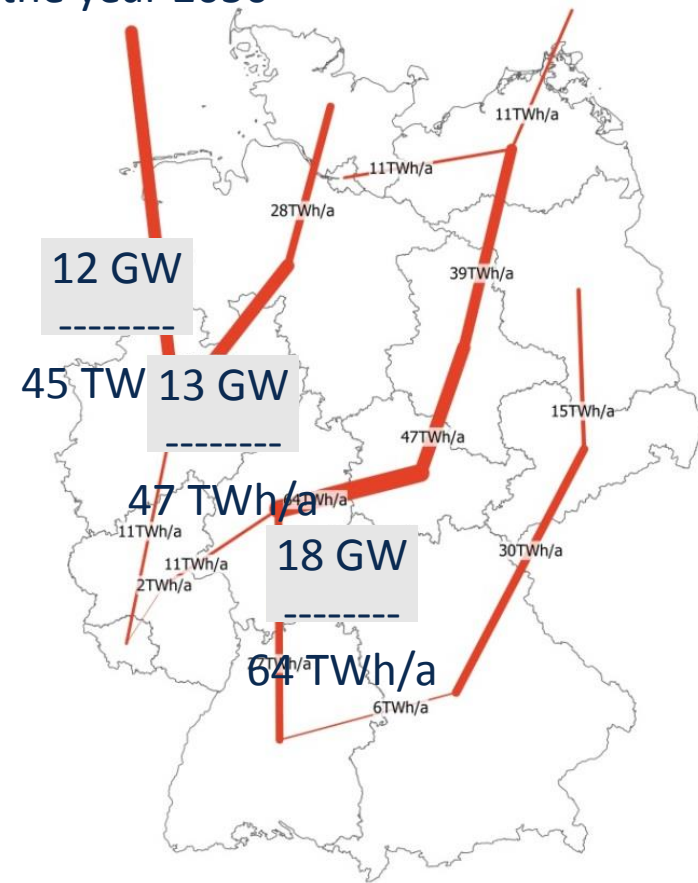 the year
11TWh/a
11TWh/a
28TWh/a
12 GW
---------
39TWh/a
45 TW
13 GW
---------
15TWh/a
47TWh/a
47 TWh/a
64TWh/a
11TWh/a
18 GW
---------
30TWh/a
11TWh/a
2TWh/a
64 TWh/a
6TWh/a